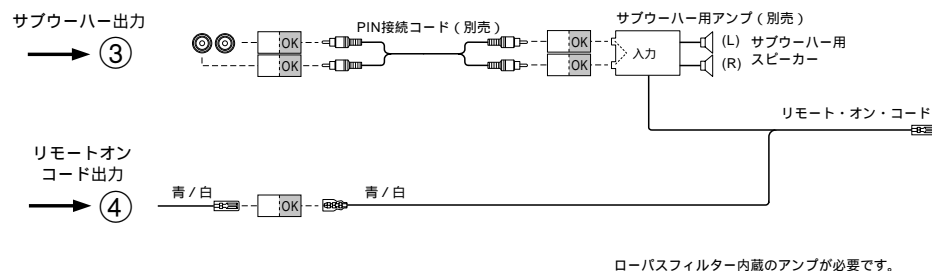 サブウーハー出力
③
OK
OK
PIN接続コード(別売)
OK
OK
サブウーハー用アンプ(別売)
入力
(L)
(R)
サブウーハー用
スピーカー
リモート・オン・コード
リモートオン
コード出力
④
青/白
OK
青/白
ローパスフィルター内蔵のアンプが必要です。